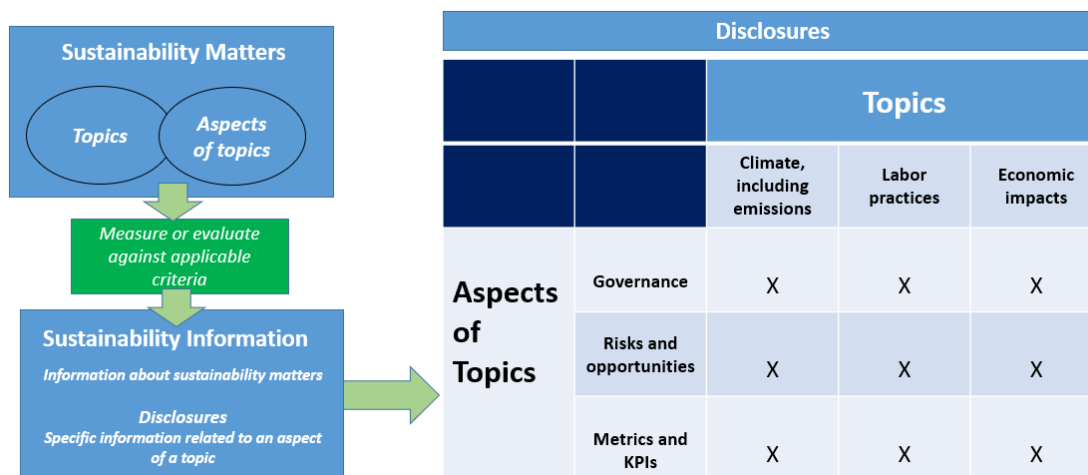 Sustainability Matters
Topics
Aspects
of topics
Measure or evaluate
against applicable
criteria
Sustainability Information
Information about sustainability matters
Disclosures
Specific information related to an aspect
of a topic
Disclosures
Topics
Climate,
including
emissions
Labor
practices
Economic
impacts
Aspects
of
Topics
Governance
X X X
Risks and
opportunities
X X X
Metrics and
KPIs
X X X